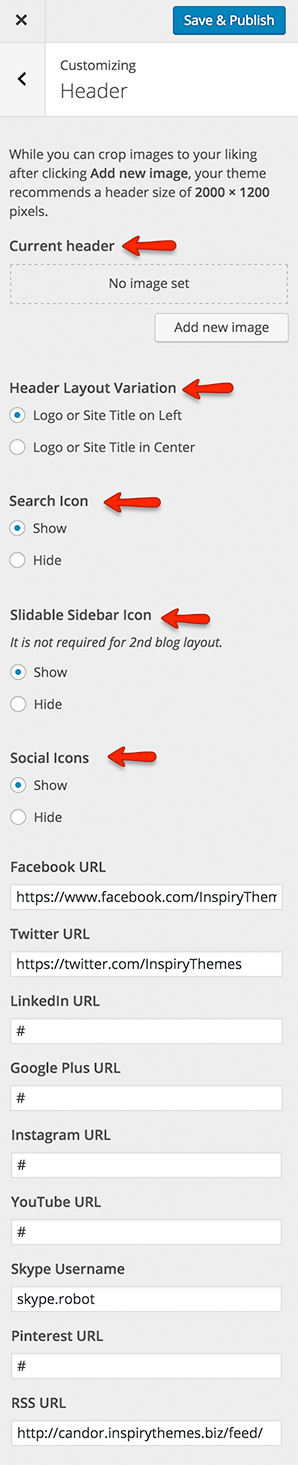 Save & Publish
Customizing
Header
While you can crop images to your liking
after clicking Add new image, your theme
recommends a header size of 2000 × 1200
pixels.
Current header
No image set
Add new image
Header Layout Variation
Logo or Site Title on Left
Logo or Site Title in Center
Search Icon
Show
Hide
Slidable Sidebar Icon
It is not required for 2nd blog layout.
Show
Hide
Social Icons
Show
Hide
Facebook URL
https://www.facebook.com/InspiryThem
Twitter URL
https://twitter.com/InspiryThemes
LinkedIn URL
#
Google Plus URL
#
Instagram URL
#
YouTube URL
#
Skype Username
skype.robot
Pinterest URL
#
RSS URL
http://candor.inspirythemes.biz/feed/